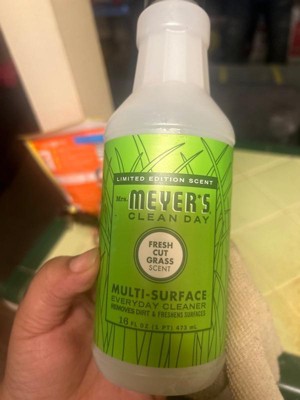 LIMITED EDITION SCENT
MRS. MEYER'S
CLEAN DAY
FRESH
CUT
GRASS
SCENT
MULTI-SURFACE
EVERYDAY CLEANER
REMOVES DIRT & FRESHENS SURFACES
16 FL OZ (1 PT) 473 mL